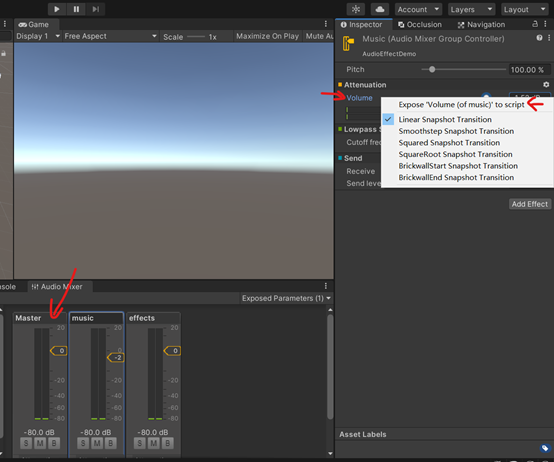 Account
Layers
Layout
Game
Inspector
Occlusion
Navigation
Display 1
Free Aspect
Scale
1x
Maximize On Play
Mute Au
Music (Audio Mixer Group Controller)
AudioEffectDemo
Pitch
100.00 %
Attenuation
Volume
Expose 'Volume (of music)' to script
Linear Snapshot Transition
Smoothstep Snapshot Transition
Squared Snapshot Transition
SquareRoot Snapshot Transition
BrickwallStart Snapshot Transition
BrickwallEnd Snapshot Transition
Lowpass S
Cutoff fre
Send
Receive
Send leve
Add Effect
nsole
Audio Mixer
Exposed Parameters (1)
Master
music
effects
20
20
20
0
-2
0
0
-20
-20
-20
-40
-40
-40
-60
-60
-60
-80
-80
-80
-80.0 dB
-80.0 dB
-80.0 dB
S M B
S M B
S M B
Asset Labels